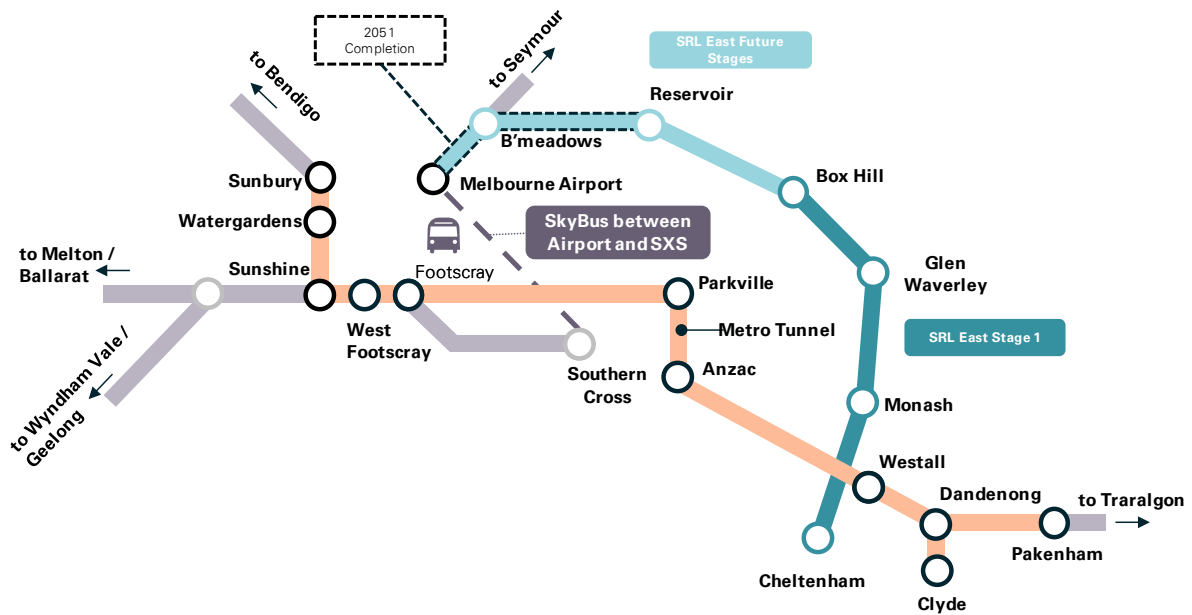 2051
Completion
to Seymour
SRL East Future
Stages
to Bendigo
Reservoir
B'meadows
Sunbury
Melbourne Airport
Box Hill
Watergardens
SkyBus between
Airport and SXS
to Melton /
Ballarat
Sunshine
Footscray
Parkville
Glen
Waverley
West
Footscray
Metro Tunnel
SRL East Stage 1
Southern
Cross
Anzac
to Wyndham Vale /
Geelong
Monash
Westall
Dandenong
to Traralgon
Pakenham
Cheltenham
Clyde